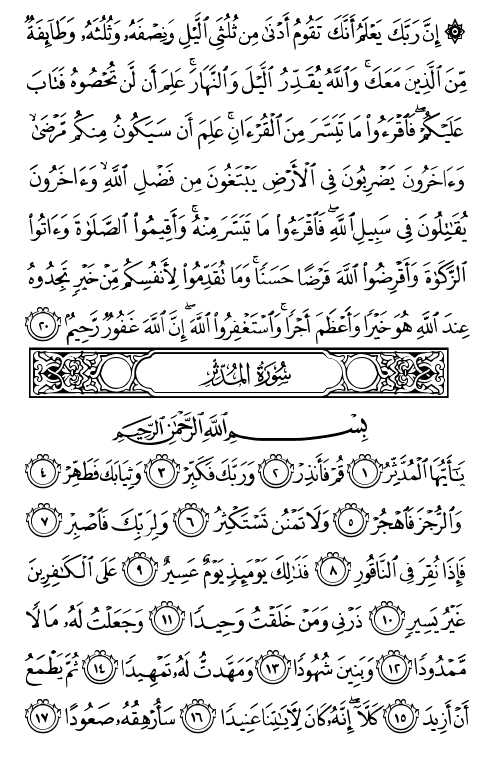 ۞ إِنَّ رَبَّكَ يَعْلَمُ أَنَّكَ تَقُومُ أَدْنَىٰ مِن ثُلُثَىِ ٱلَّيْلِ وَنِصْفَهُۥ وَثُلُثَهُۥ وَطَآئِفَةٌ
مِّنَ ٱلَّذِينَ مَعَكَ ۚ وَٱللَّهُ يُقَدِّرُ ٱلَّيْلَ وَٱلنَّهَارَ ۚ عَلِمَ أَن لَّن تُحْصُوهُ فَتَابَ
عَلَيْكُمْ ۖ فَٱقْرَءُوا۟ مَا تَيَسَّرَ مِنَ ٱلْقُرْءَانِ ۚ عَلِمَ أَن سَيَكُونُ مِنكُم مَّرْضَىٰ ۙ
وَءَاخَرُونَ يَضْرِبُونَ فِى ٱلْأَرْضِ يَبْتَغُونَ مِن فَضْلِ ٱللَّهِ ۙ وَءَاخَرُونَ
يُقَٰتِلُونَ فِى سَبِيلِ ٱللَّهِ ۖ فَٱقْرَءُوا۟ مَا تَيَسَّرَ مِنْهُ ۚ وَأَقِيمُوا۟ ٱلصَّلَوٰةَ وَءَاتُوا۟
ٱلزَّكَوٰةَ وَأَقْرِضُوا۟ ٱللَّهَ قَرْضًا حَسَنًا ۚ وَمَا تُقَدِّمُوا۟ لِأَنفُسِكُم مِّنْ خَيْرٍ تَجِدُوهُ
عِندَ ٱللَّهِ هُوَ خَيْرًا وَأَعْظَمَ أَجْرًا ۚ وَٱسْتَغْفِرُوا۟ ٱللَّهَ ۖ إِنَّ ٱللَّهَ غَفُورٌ رَّحِيمٌۢ ٢٠
سُورَةُ المُدَّثِّرِ
بِسْمِ ٱللَّهِ ٱلرَّحْمَٰنِ ٱلرَّحِيمِ
يَٰٓأَيُّهَا ٱلْمُدَّثِّرُ ١ قُمْ فَأَنذِرْ ٢ وَرَبَّكَ فَكَبِّرْ ٣ وَثِيَابَكَ فَطَهِّرْ ٤
وَٱلرُّجْزَ فَٱهْجُرْ ٥ وَلَا تَمْنُن تَسْتَكْثِرُ ٦ وَلِرَبِّكَ فَٱصْبِرْ ٧
فَإِذَا نُقِرَ فِى ٱلنَّاقُورِ ٨ فَذَٰلِكَ يَوْمَئِذٍ يَوْمٌ عَسِيرٌ ٩ عَلَى ٱلْكَٰفِرِينَ
غَيْرُ يَسِيرٍ ١٠ ذَرْنِى وَمَنْ خَلَقْتُ وَحِيدًا ١١ وَجَعَلْتُ لَهُۥ مَالًا
مَّمْدُودًا ١٢ وَبَنِينَ شُهُودًا ١٣ وَمَهَّدتُّ لَهُۥ تَمْهِيدًا ١٤ ثُمَّ يَطْمَعُ
أَنْ أَزِيدَ ١٥ كَلَّآ ۖ إِنَّهُۥ كَانَ لِءَايَٰتِنَا عَنِيدًا ١٦ سَأُرْهِقُهُۥ صَعُودًا ١٧